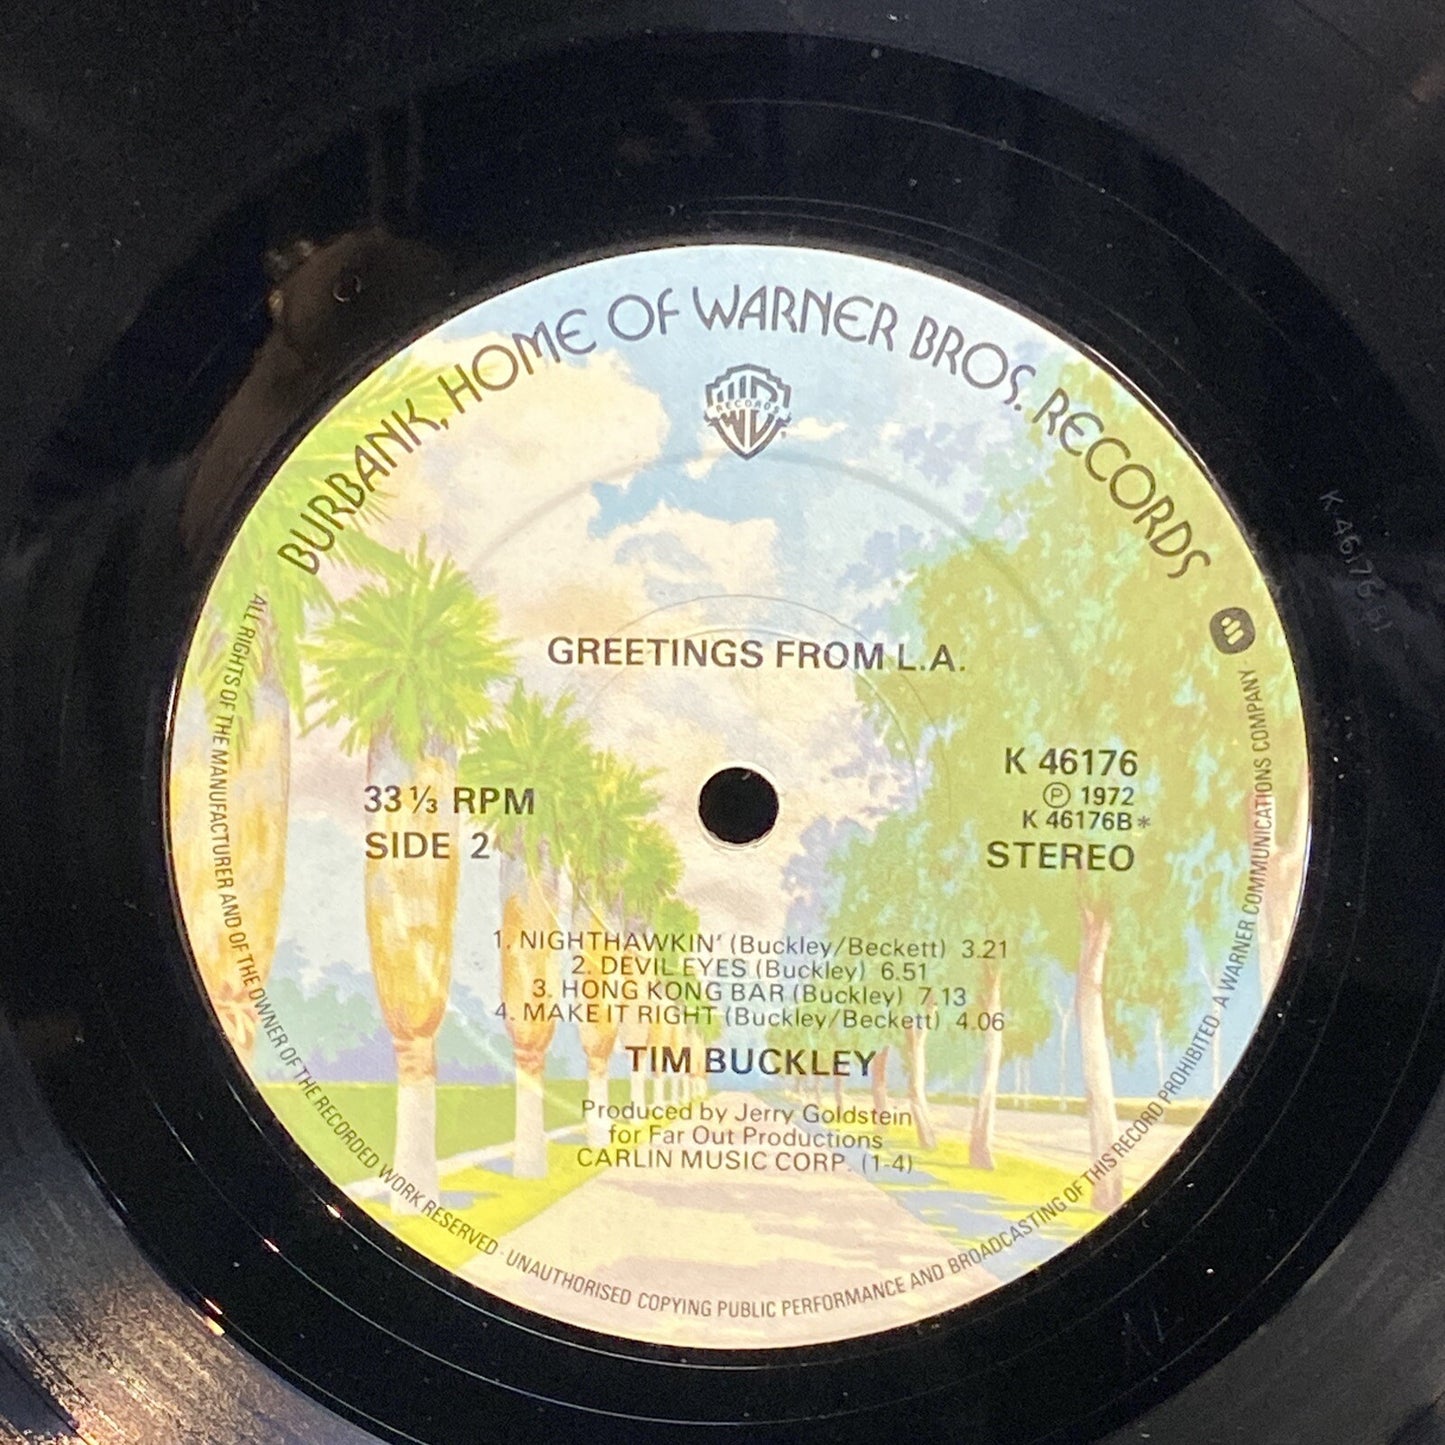 BURBANK, HOME OF WARNER BROS. RECORDS
RECORDS
GREETINGS FROM L.A.
33 ⅓ RPM
SIDE 2
K 46176
Ⓟ 1972
K 46176B*
STEREO
1. NIGHTHAWKIN' (Buckley/Beckett) 3.21
2. DEVIL EYES (Buckley) 6.51
3. HONG KONG BAR (Buckley) 7.13
4. MAKE IT RIGHT (Buckley/Beckett) 4.06
TIM BUCKLEY
Produced by Jerry Goldstein
for Far Out Productions
CARLIN MUSIC CORP. (1-4)
ALL RIGHTS OF THE MANUFACTURER AND OF THE OWNER OF THE RECORDED WORK RESERVED · UNAUTHORISED COPYING PUBLIC PERFORMANCE AND BROADCASTING OF THIS RECORD PROHIBITED. A WARNER COMMUNICATIONS COMPANY